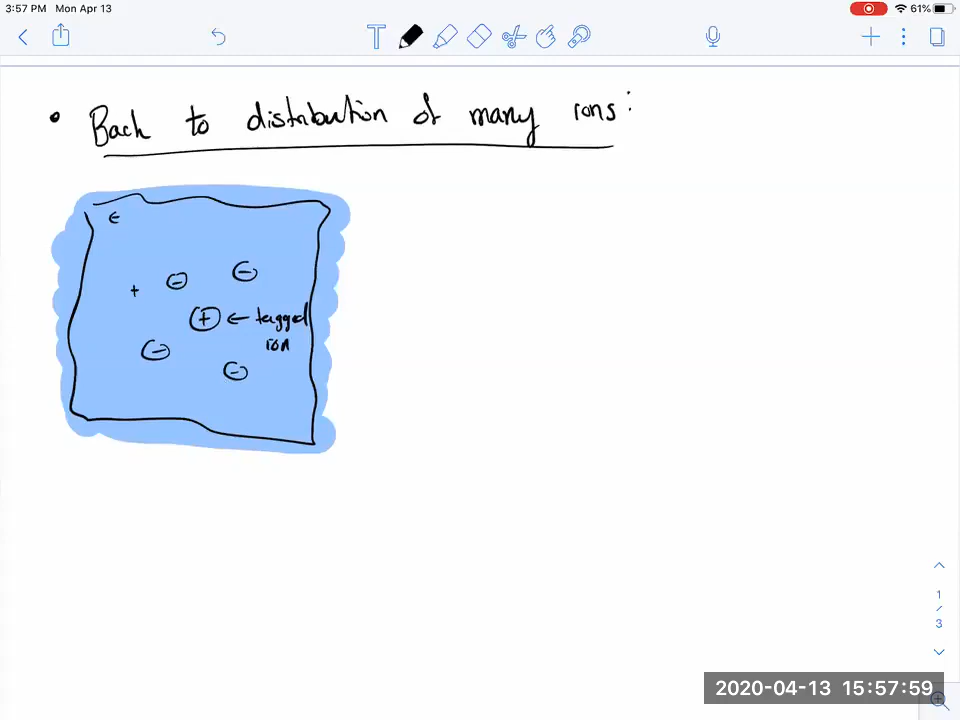 3:57 PM Mon Apr 13
61%
• Back to distribution of many ions:
ϵ
− −
+
+ ← tagged
ion
− −
1
/
3
2020-04-13 15:57:59